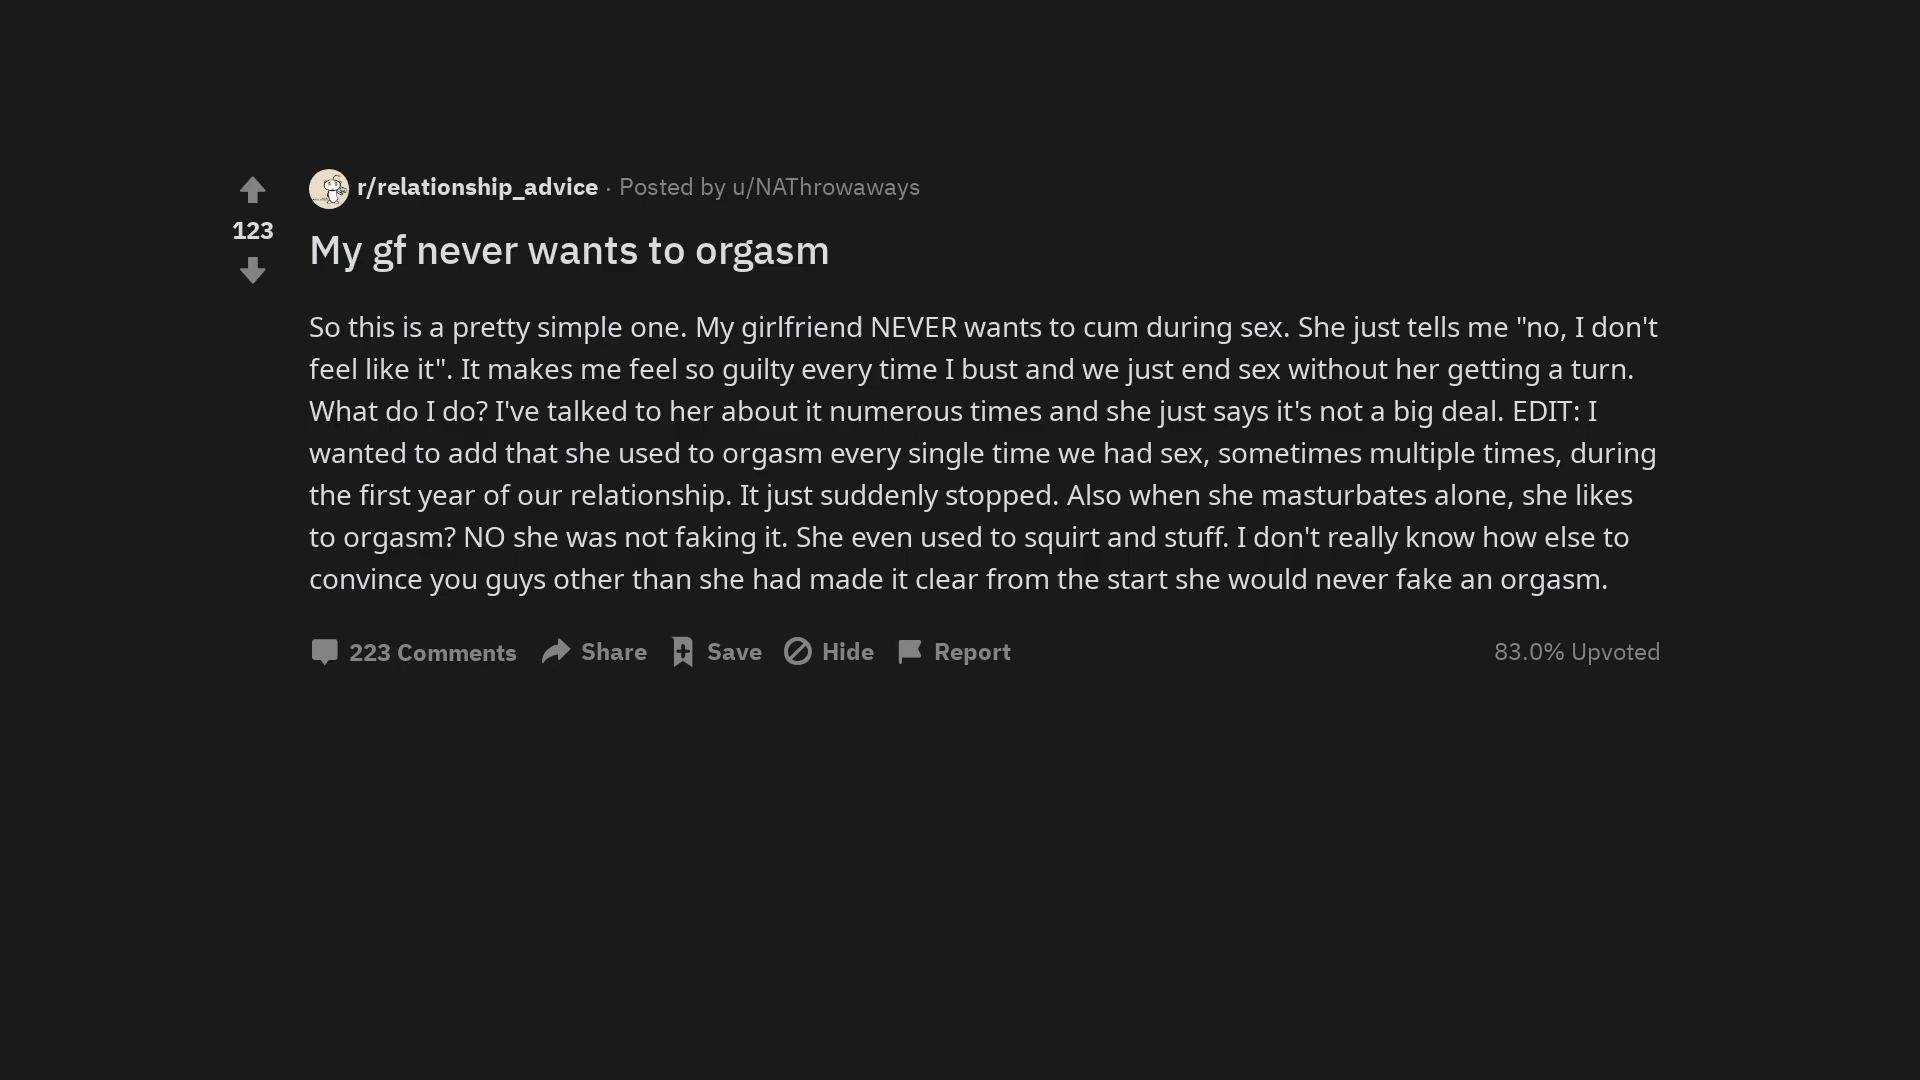 r/relationship_advice · Posted by u/NAThrowaways
123
My gf never wants to orgasm
So this is a pretty simple one. My girlfriend NEVER wants to cum during sex. She just tells me "no, I don't
feel like it". It makes me feel so guilty every time I bust and we just end sex without her getting a turn.
What do I do? I've talked to her about it numerous times and she just says it's not a big deal. EDIT: I
wanted to add that she used to orgasm every single time we had sex, sometimes multiple times, during
the first year of our relationship. It just suddenly stopped. Also when she masturbates alone, she likes
to orgasm? NO she was not faking it. She even used to squirt and stuff. I don't really know how else to
convince you guys other than she had made it clear from the start she would never fake an orgasm.
223 Comments Share Save Hide Report 83.0% Upvoted